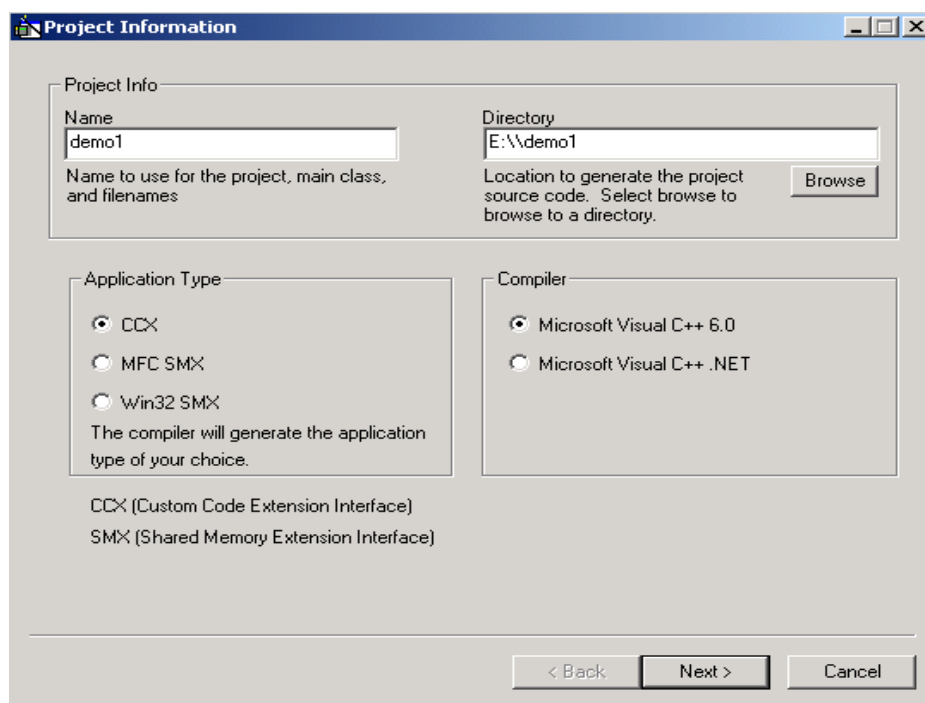 Project Information
Project Info
Name
demo1
Name to use for the project, main class,
and filenames
Directory
E:\\demo1
Location to generate the project
source code. Select browse to
browse to a directory.
Browse
Application Type
CCX
MFC SMX
Win32 SMX
The compiler will generate the application
type of your choice.
Compiler
Microsoft Visual C++ 6.0
Microsoft Visual C++ .NET
CCX (Custom Code Extension Interface)
SMX (Shared Memory Extension Interface)
< Back
Next >
Cancel